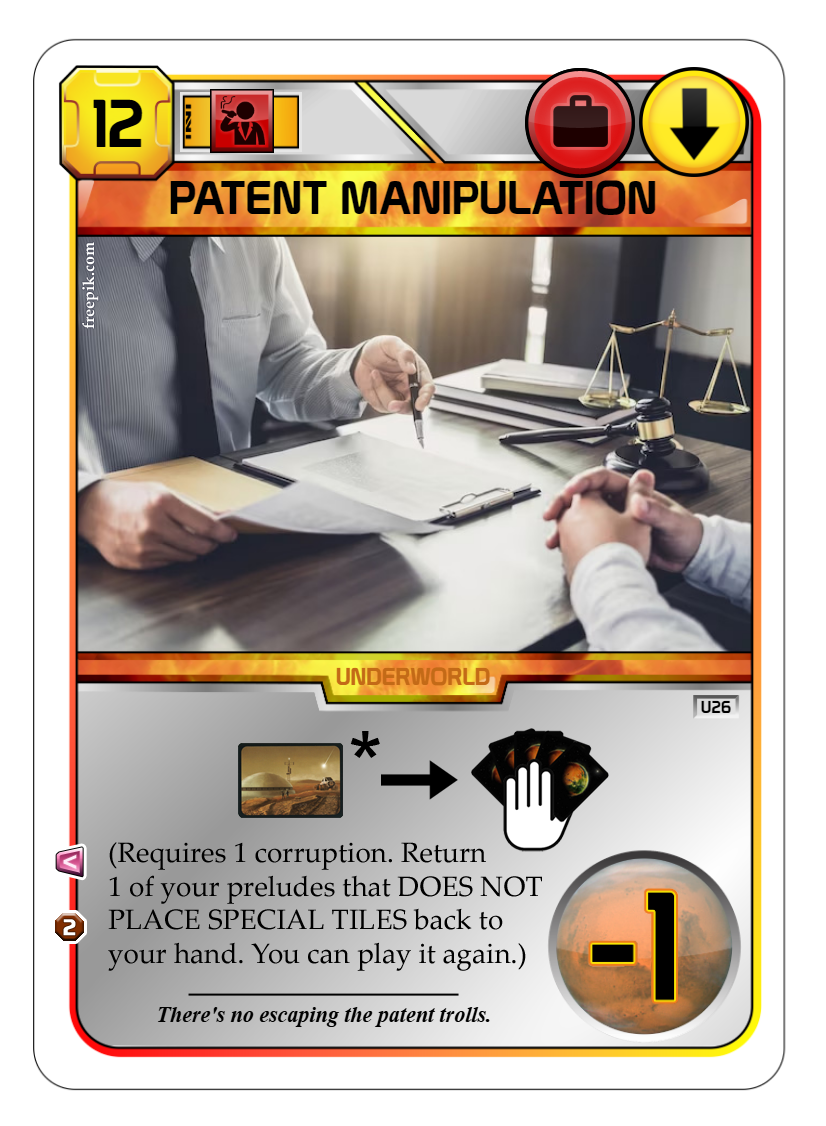 12
PATENT MANIPULATION
freepik.com
UNDERWORLD
U26
*
(Requires 1 corruption. Return
1 of your preludes that DOES NOT
PLACE SPECIAL TILES back to
your hand. You can play it again.)
<
2
-1
There's no escaping the patent trolls.